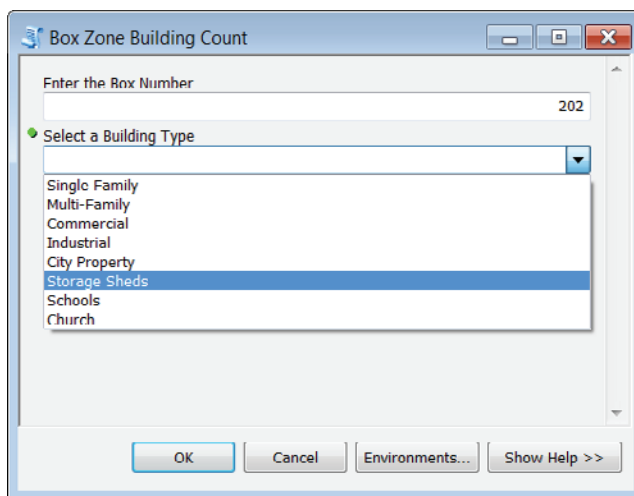 Box Zone Building Count
Enter the Box Number
202
Select a Building Type
Single Family
Multi-Family
Commercial
Industrial
City Property
Storage Sheds
Schools
Church
OK
Cancel
Environments...
Show Help >>